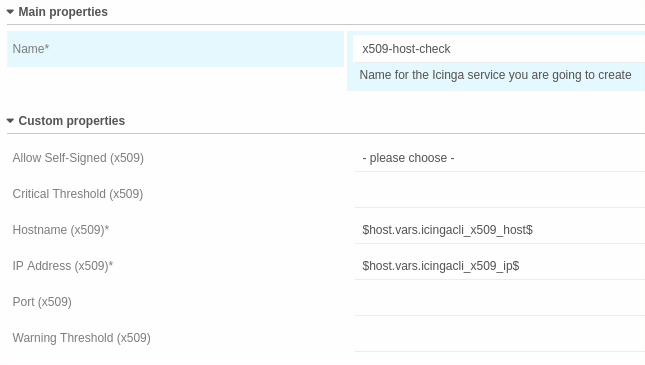 Main properties
Name*
x509-host-check
Name for the Icinga service you are going to create
Custom properties
Allow Self-Signed (x509)
- please choose -
Critical Threshold (x509)
Hostname (x509)*
$host.vars.icingacli_x509_host$
IP Address (x509)*
$host.vars.icingacli_x509_ip$
Port (x509)
Warning Threshold (x509)